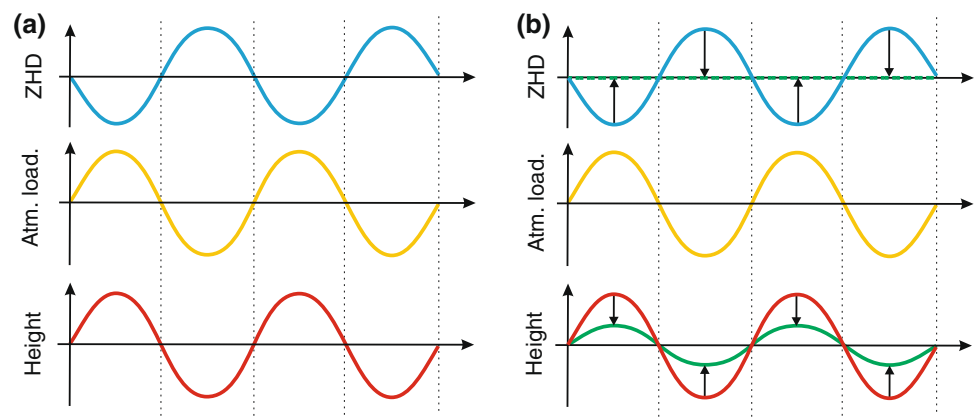 (a)
ZHD
Atm. load.
Height
(b)
ZHD
Atm. load.
Height